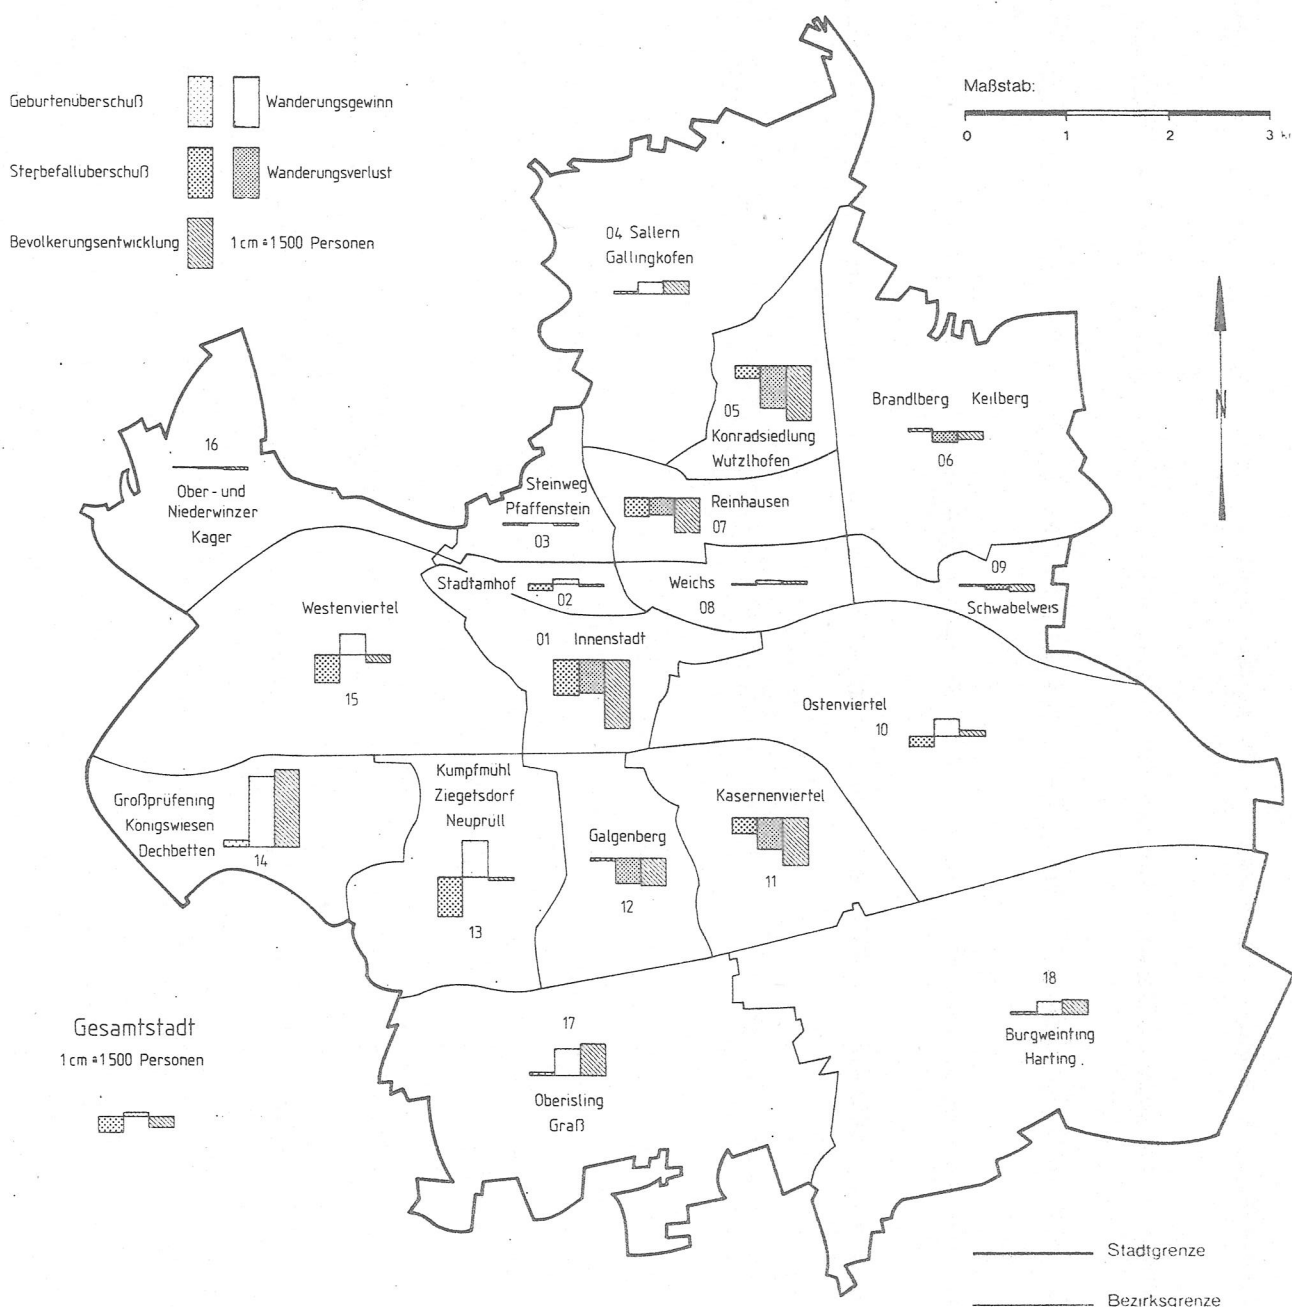 Geburtenüberschuß
Wanderungsgewinn
Sterbefallüberschuß
Wanderungsverlust
Bevolkerungsentwicklung
1 cm ≙ 1500 Personen
Maßstab:
0 1 2 3
04 Sallern
Gallingkofen
N
05
Konradsiedlung
Wutzlhofen
Brandlberg Keilberg
06
16
Ober- und
Niederwinzer
Kager
Steinweg
Pfaffenstein
03
Reinhausen
07
Stadtamhof
02
Weichs
08
09
Schwabelweis
Westenviertel
15
01 Innenstadt
Ostenviertel
10
Großprüfening
Königswiesen
Dechbetten
14
Kumpfmühl
Ziegetsdorf
Neuprüll
13
Galgenberg
12
Kasernenviertel
11
Gesamtstadt
1 cm ≙ 1500 Personen
17
Oberisling
Graß
18
Burgweinting
Harting
Stadtgrenze
Bezirksgrenze